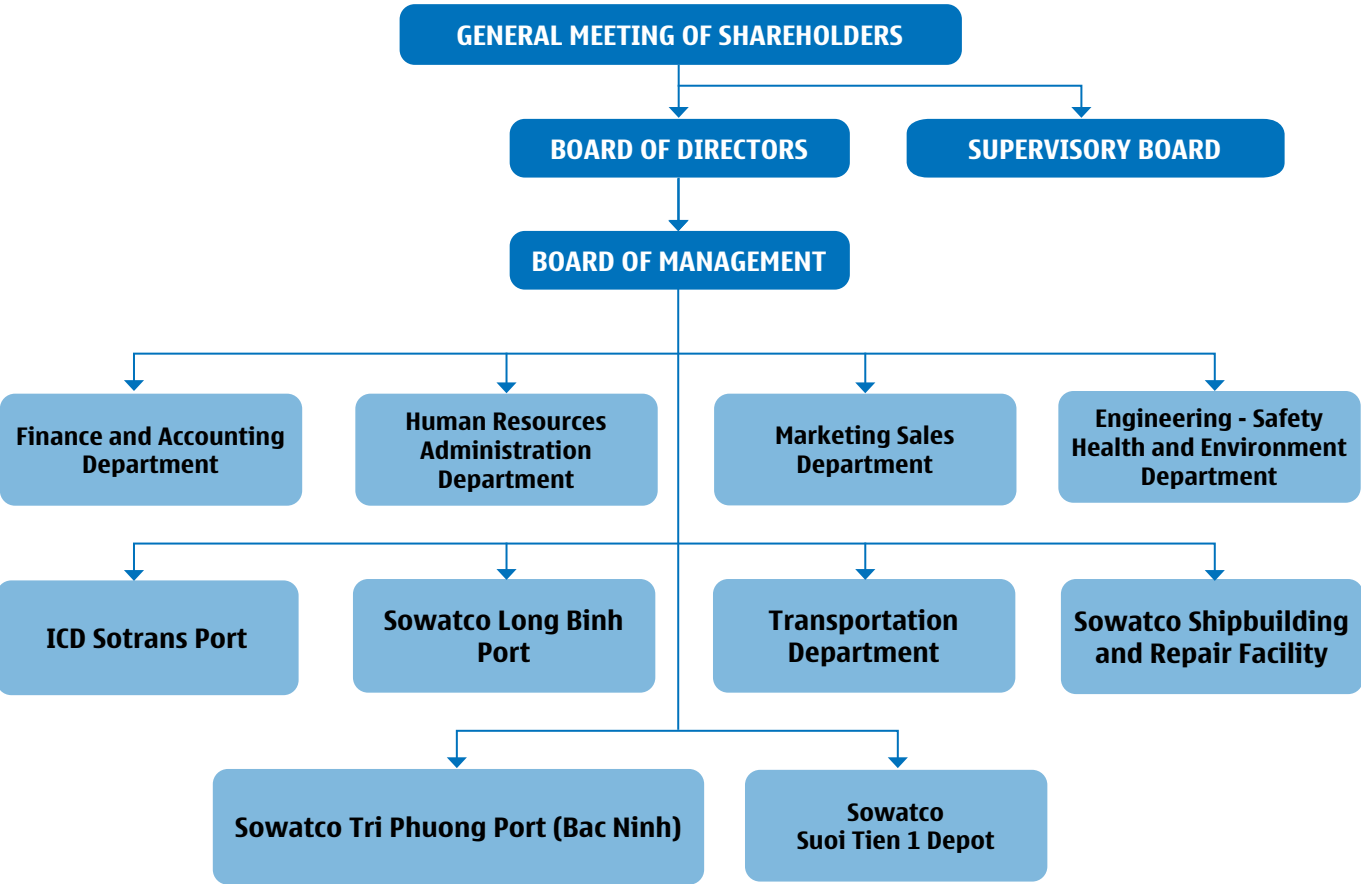 GENERAL MEETING OF SHAREHOLDERS
BOARD OF DIRECTORS
SUPERVISORY BOARD
BOARD OF MANAGEMENT
Finance and Accounting
Department
Human Resources
Administration
Department
Marketing Sales
Department
Engineering - Safety
Health and Environment
Department
ICD Sotrans Port
Sowatco Long Binh
Port
Transportation
Department
Sowatco Shipbuilding
and Repair Facility
Sowatco Tri Phuong Port (Bac Ninh)
Sowatco
Suoi Tien 1 Depot